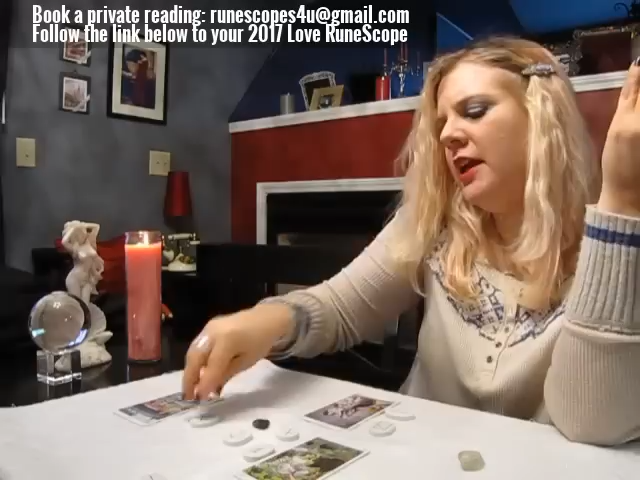 Book a private reading: runescopes4u@gmail.com
Follow the link below to your 2017 Love RuneScope